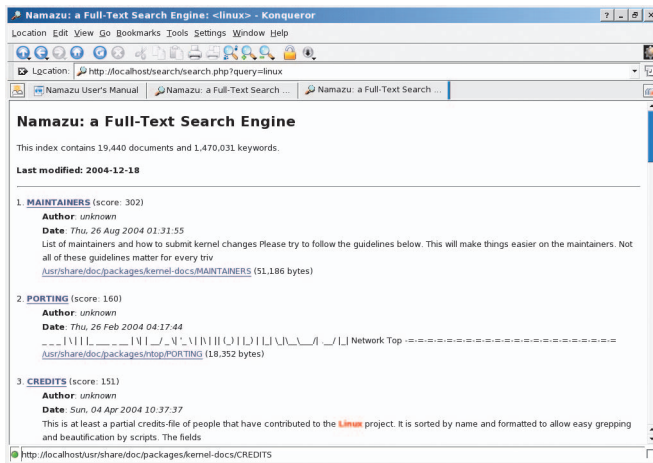 Namazu: a Full-Text Search Engine: <linux> - Konqueror
Location Edit View Go Bookmarks Tools Settings Window Help
Location: http://localhost/search/search.php?query=linux
Namazu User's Manual Namazu: a Full-Text Search ... Namazu: a Full-Text Search ...
Namazu: a Full-Text Search Engine
This index contains 19,440 documents and 1,470,031 keywords.
Last modified: 2004-12-18
1. MAINTAINERS (score: 302)
Author: unknown
Date: Thu, 26 Aug 2004 01:31:55
List of maintainers and how to submit kernel changes Please try to follow the guidelines below. This will make things easier on the maintainers. Not
all of these guidelines matter for every triv
/usr/share/doc/packages/kernel-docs/MAINTAINERS (51,186 bytes)
2. PORTING (score: 160)
Author: unknown
Date: Thu, 26 Feb 2004 04:17:44
_ _ _ | \ | | |_ ___ _ __ | \| | __/ _ \| '_ \ | |\ | || (_) | |_) | |_| \_|\__\___/| .__/ |_| Network Top -=-=-=-=-=-=-=-=-=-=-=-=-=-=-=-=-=-=-=-=-=
/usr/share/doc/packages/ntop/PORTING (18,352 bytes)
3. CREDITS (score: 151)
Author: unknown
Date: Sun, 04 Apr 2004 10:37:37
This is at least a partial credits-file of people that have contributed to the Linux project. It is sorted by name and formatted to allow easy grepping
and beautification by scripts. The fields
http://localhost/usr/share/doc/packages/kernel-docs/CREDITS